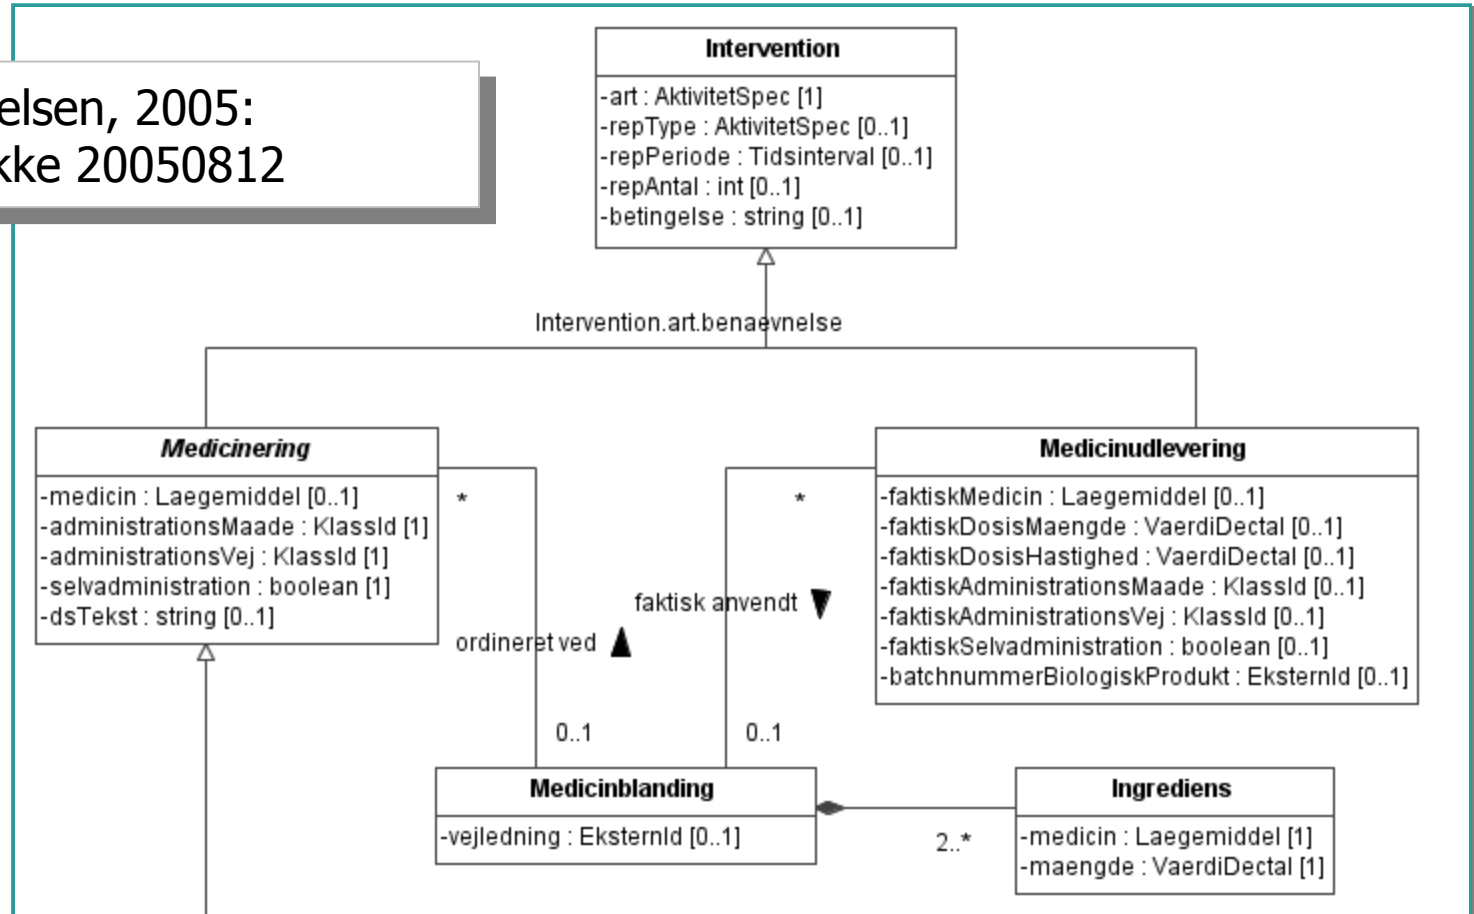 elsen, 2005:
kke 20050812
Intervention
-art : AktivitetSpec [1]
-repType : AktivitetSpec [0..1]
-repPeriode : Tidsinterval [0..1]
-repAntal : int [0..1]
-betingelse : string [0..1]
Intervention.art.benaevnelse
Medicinering
-medicin : Laegemiddel [0..1]
-administrationsMaade : KlassId [1]
-administrationsVej : KlassId [1]
-selvadministration : boolean [1]
-dsTekst : string [0..1]
*
ordineret ved
0..1
*
faktisk anvendt
0..1
Medicinudlevering
-faktiskMedicin : Laegemiddel [0..1]
-faktiskDosisMaengde : VaerdiDectal [0..1]
-faktiskDosisHastighed : VaerdiDectal [0..1]
-faktiskAdministrationsMaade : KlassId [0..1]
-faktiskAdministrationsVej : KlassId [0..1]
-faktiskSelvadministration : boolean [0..1]
-batchnummerBiologiskProdukt : EksternId [0..1]
Medicinblanding
-vejledning : EksternId [0..1]
2..*
Ingrediens
-medicin : Laegemiddel [1]
-maengde : VaerdiDectal [1]